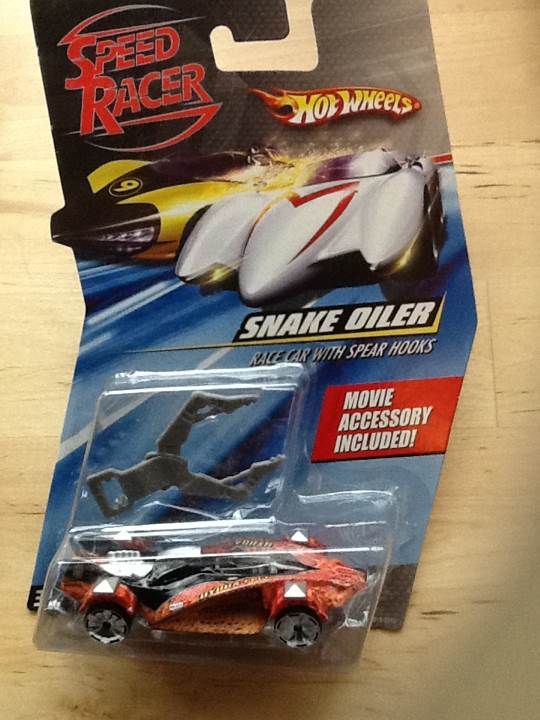 SPEED
RACER
HOT WHEELS
9
SNAKE OILER
RACE CAR WITH SPEAR HOOKS
MOVIE
ACCESSORY
INCLUDED!